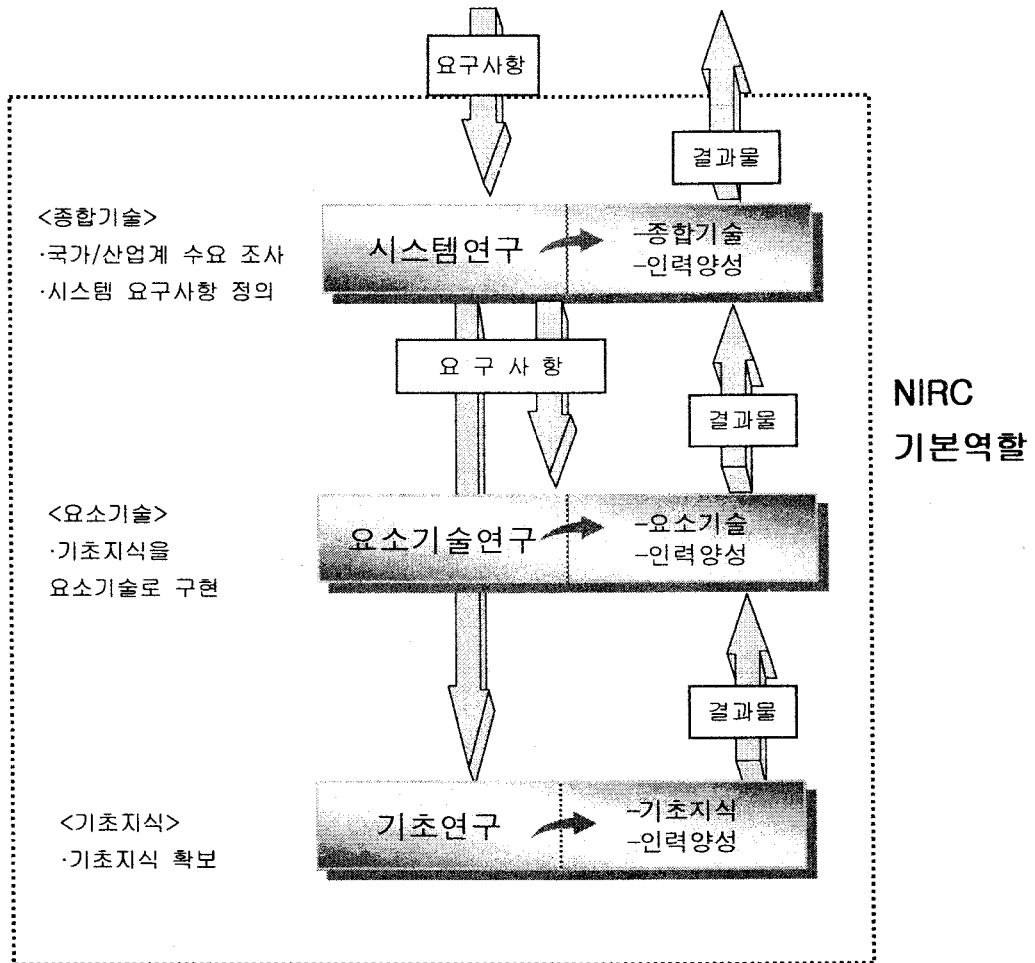 요구사항
결과물
<종합기술>
·국가/산업계 수요 조사
·시스템 요구사항 정의
시스템연구
-종합기술
-인력양성
요 구 사 항
결과물
NIRC
기본역할
<요소기술>
·기초지식을
요소기술로 구현
요소기술연구
-요소기술
-인력양성
결과물
<기초지식>
·기초지식 확보
기초연구
-기초지식
-인력양성